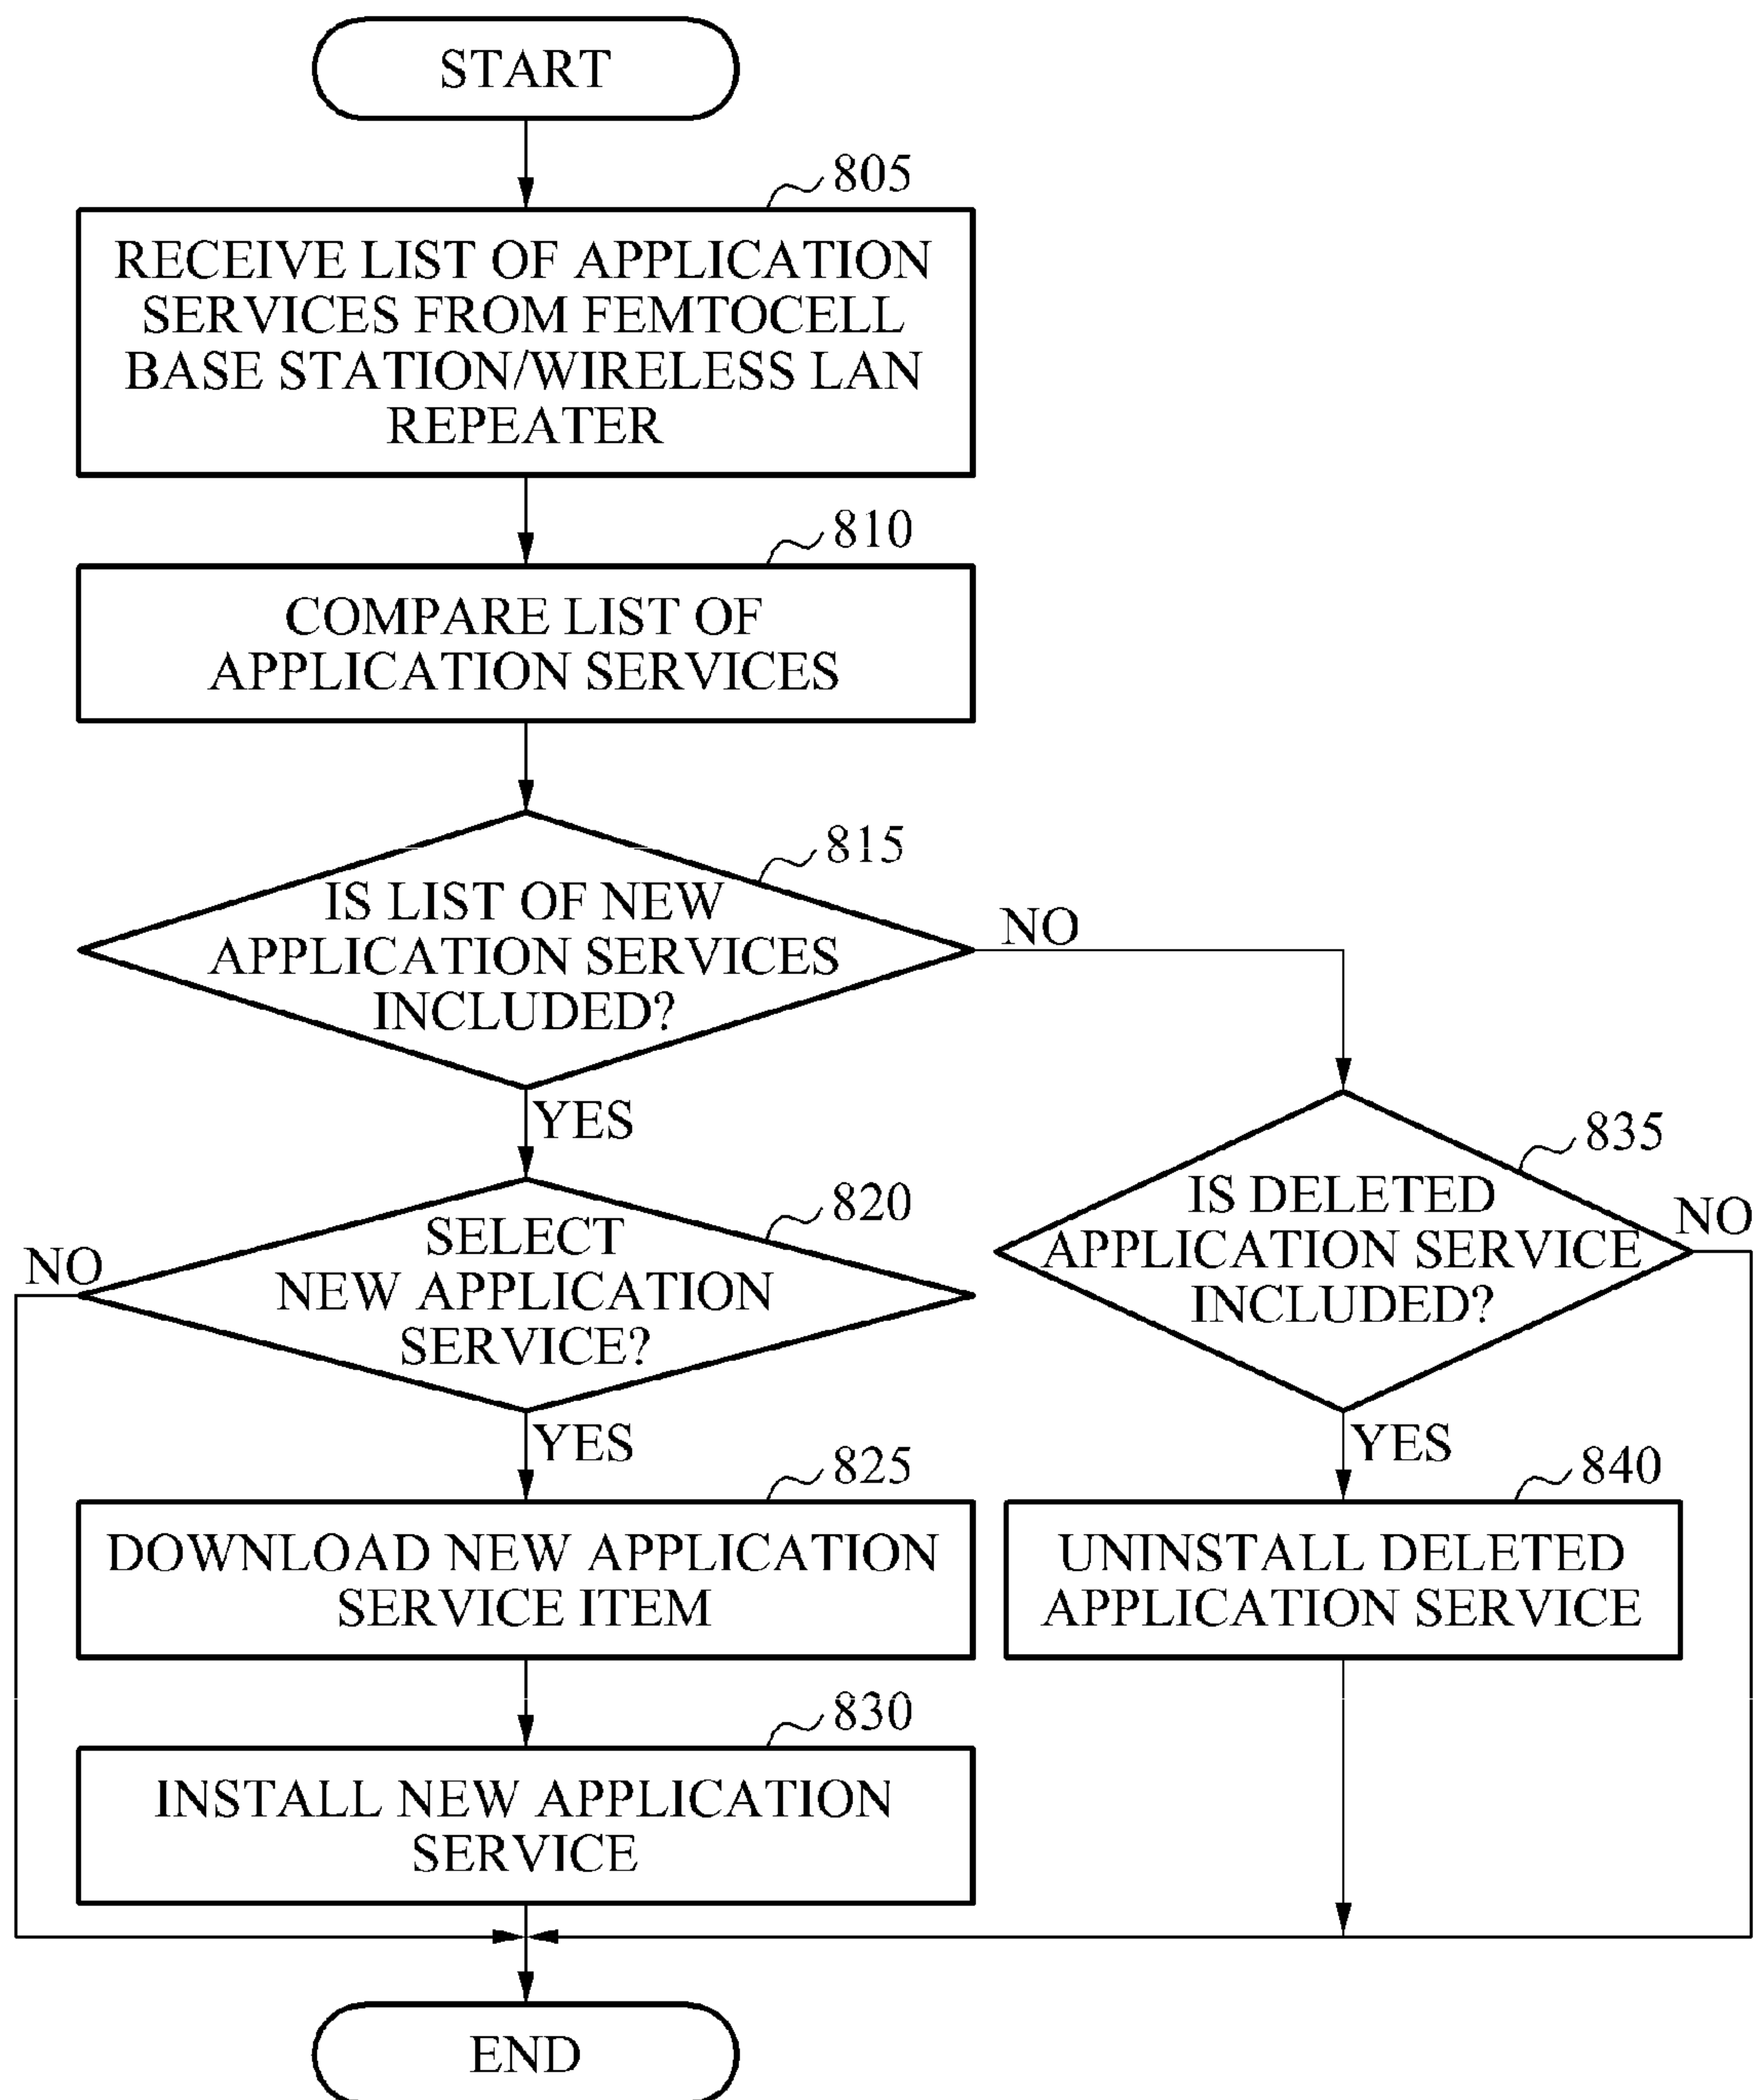 START
805
RECEIVE LIST OF APPLICATION
SERVICES FROM FEMTOCELL
BASE STATION/WIRELESS LAN
REPEATER
810
COMPARE LIST OF
APPLICATION SERVICES
815
IS LIST OF NEW
APPLICATION SERVICES
INCLUDED?
NO
YES
820
SELECT
NEW APPLICATION
SERVICE?
NO
YES
835
IS DELETED
APPLICATION SERVICE
INCLUDED?
NO
YES
825
DOWNLOAD NEW APPLICATION
SERVICE ITEM
840
UNINSTALL DELETED
APPLICATION SERVICE
830
INSTALL NEW APPLICATION
SERVICE
END